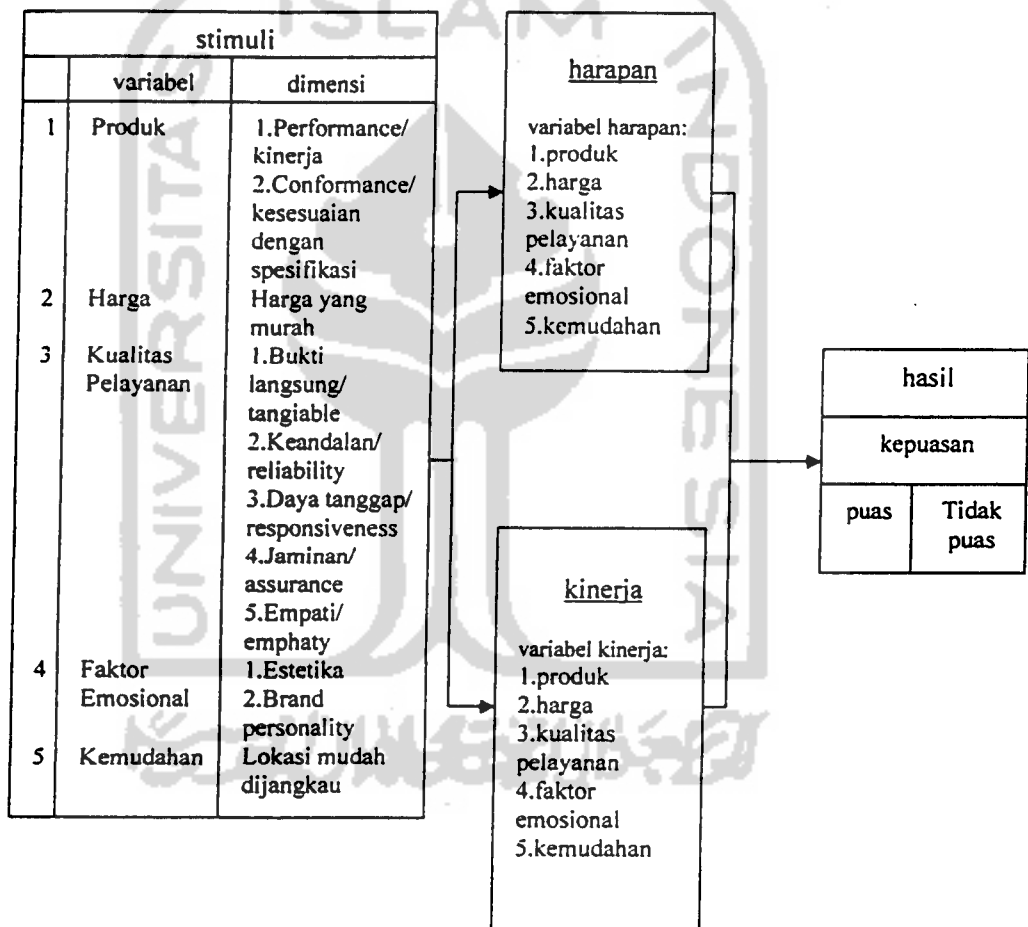 stimuli
variabel dimensi
1 Produk 1.Performance/
kinerja
2.Conformance/
kesesuaian
dengan
spesifikasi
2 Harga Harga yang
murah
3 Kualitas 1.Bukti
Pelayanan langsung/
tangiable
2.Keandalan/
reliability
3.Daya tanggap/
responsiveness
4.Jaminan/
assurance
5.Empati/
emphaty
4 Faktor 1.Estetika
Emosional 2.Brand
personality
5 Kemudahan Lokasi mudah
dijangkau
harapan
variabel harapan:
1.produk
2.harga
3.kualitas
pelayanan
4.faktor
emosional
5.kemudahan
kinerja
variabel kinerja:
1.produk
2.harga
3.kualitas
pelayanan
4.faktor
emosional
5.kemudahan
hasil
kepuasan
puas Tidak
puas
UNIVERSITAS
ISLAM
INDONESIA